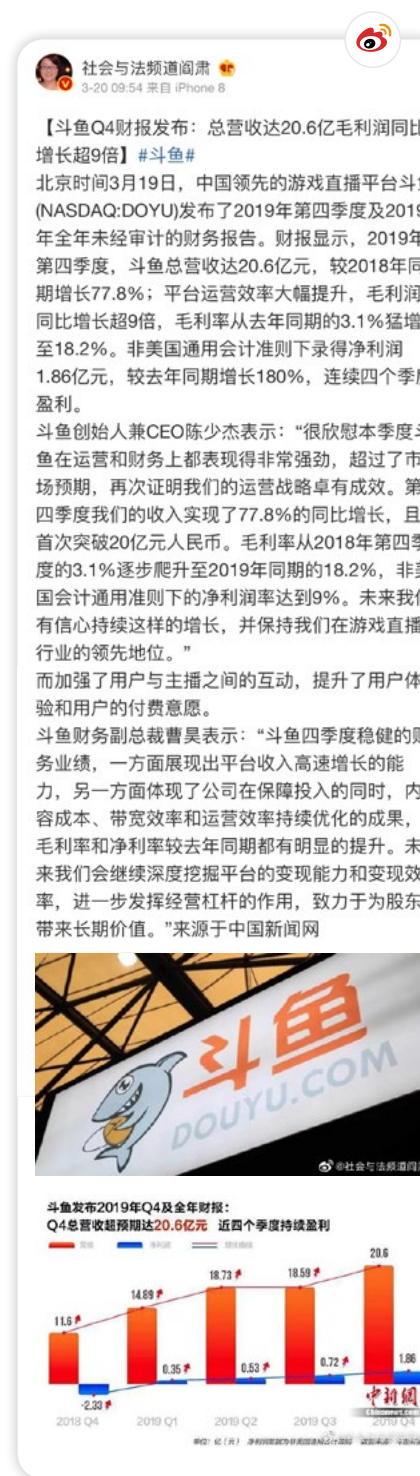 社会与法频道阎肃
3-20 09:54 来自 iPhone 8
【斗鱼Q4财报发布：总营收达20.6亿毛利润同比
增长超9倍】#斗鱼#
北京时间3月19日，中国领先的游戏直播平台斗鱼
(NASDAQ:DOYU)发布了2019年第四季度及2019
年全年未经审计的财务报告。财报显示，2019年
第四季度，斗鱼总营收达20.6亿元，较2018年同
期增长77.8%；平台运营效率大幅提升，毛利润
同比增长超9倍，毛利率从去年同期的3.1%猛增
至18.2%。非美国通用会计准则下录得净利润
1.86亿元，较去年同期增长180%，连续四个季度
盈利。
斗鱼创始人兼CEO陈少杰表示：“很欣慰本季度斗
鱼在运营和财务上都表现得非常强劲，超过了市
场预期，再次证明我们的运营战略卓有成效。第
四季度我们的收入实现了77.8%的同比增长，且
首次突破20亿元人民币。毛利率从2018年第四季
度的3.1%逐步爬升至2019年同期的18.2%，非美
国会计通用准则下的净利润率达到9%。未来我们
有信心持续这样的增长，并保持我们在游戏直播
行业的领先地位。”
而加强了用户与主播之间的互动，提升了用户体
验和用户的付费意愿。
斗鱼财务副总裁曹昊表示：“斗鱼四季度稳健的财
务业绩，一方面展现出平台收入高速增长的能
力，另一方面体现了公司在保障投入的同时，内
容成本、带宽效率和运营效率持续优化的成果，
毛利率和净利率较去年同期都有明显的提升。未
来我们会继续深度挖掘平台的变现能力和变现效
率，进一步发挥经营杠杆的作用，致力于为股东
带来长期价值。”来源于中国新闻网
斗鱼
DOUYU.COM
@社会与法频道阎肃
斗鱼发布2019年Q4及全年财报：
Q4总营收超预期达20.6亿元 近四个季度持续盈利
营收 净利润
11.6 14.89 18.73 18.59 20.6
-2.33 0.35 0.53 0.72 1.86
中新网
Chinanews.com
2018 Q4 2019 Q1 2019 Q2 2019 Q3 2019 Q4
单位：亿（元）